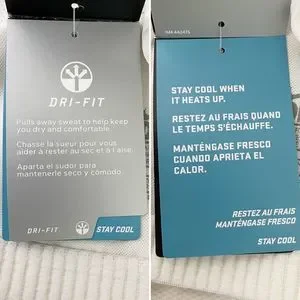 DRI-FIT
Pulls away sweat to help keep
you dry and comfortable.
Chasse la sueur pour vous
aider à rester au sec et à l'aise.
Aparta el sudor para
mantenerle seco y cómodo.
DRI-FIT
STAY COOL
STAY COOL WHEN
IT HEATS UP.
RESTEZ AU FRAIS QUAND
LE TEMPS S'ÉCHAUFFE.
MANTÉNGASE FRESCO
CUANDO APRIETA EL
CALOR.
RESTEZ AU FRAIS
MANTÉNGASE FRESCO
STAY COOL